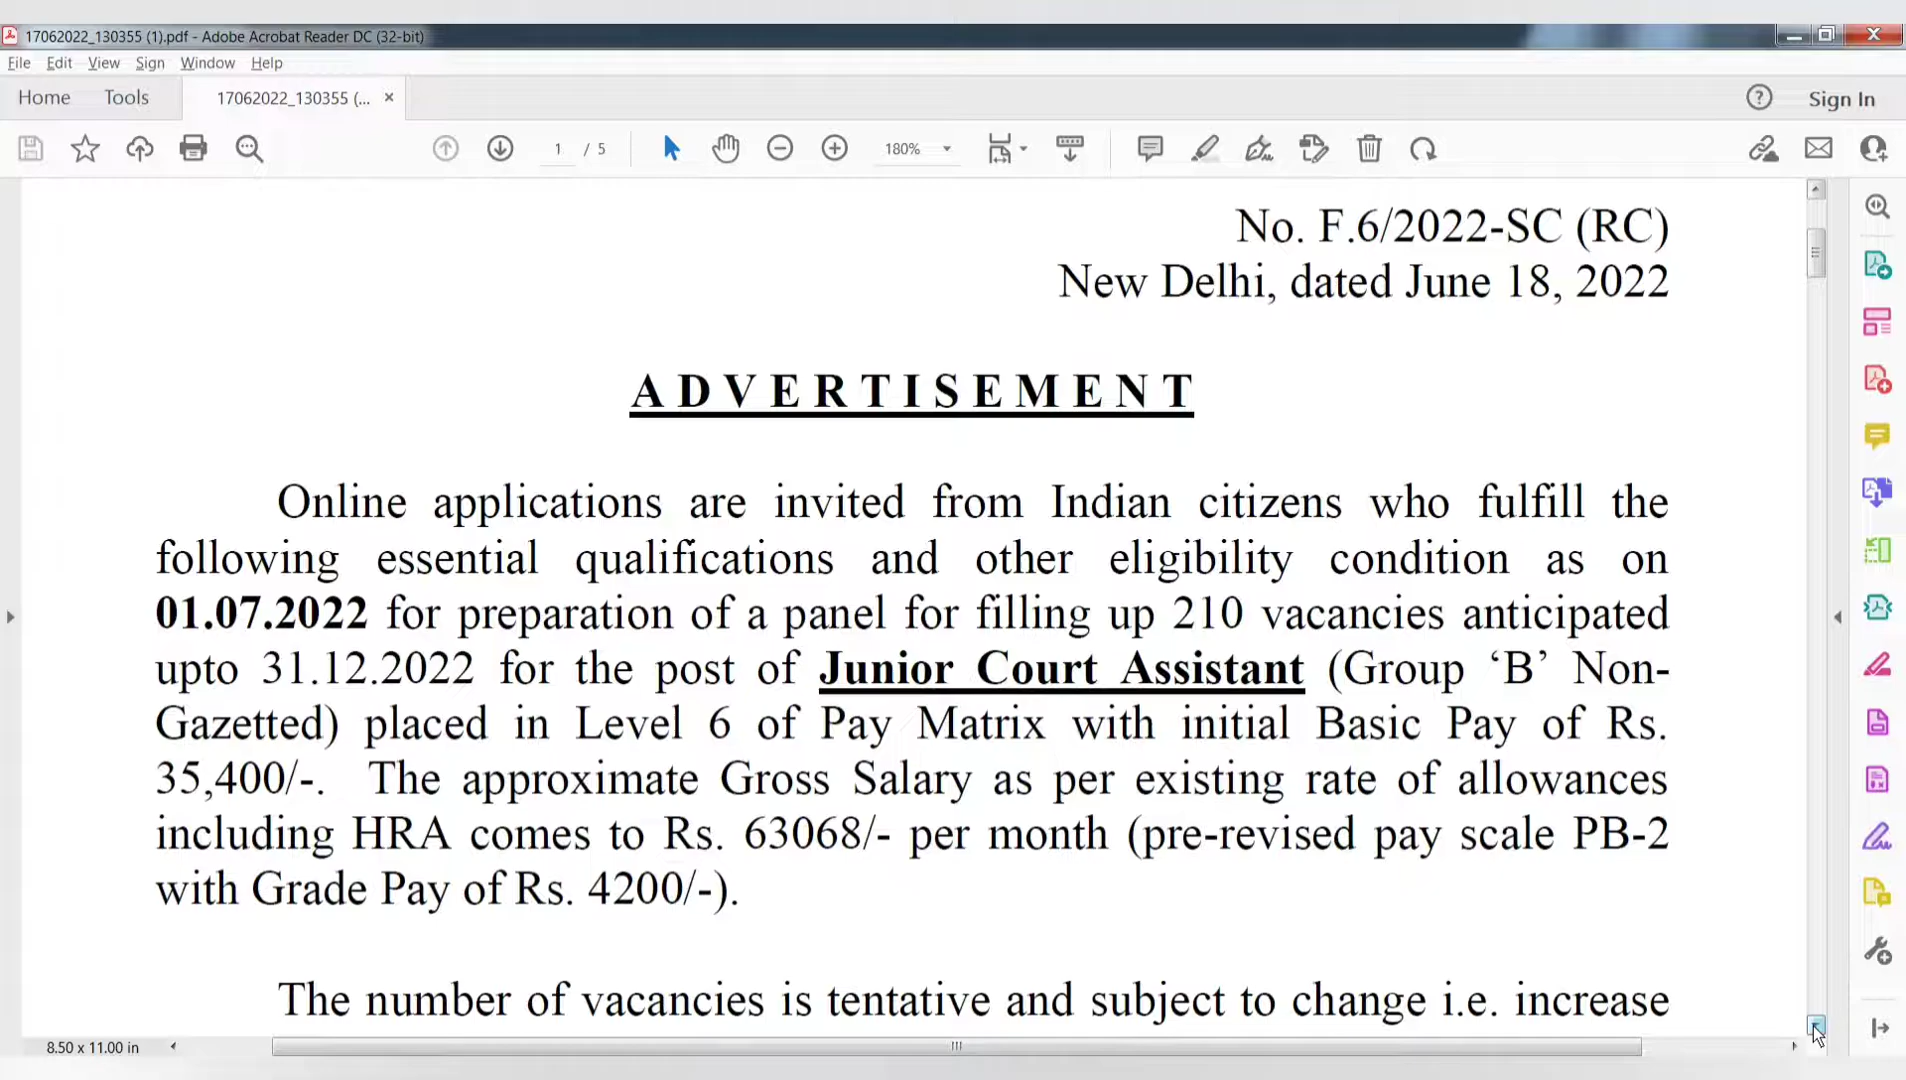 17062022_130355 (1).pdf - Adobe Acrobat Reader DC (32-bit)
File Edit View Sign Window Help
Home Tools 17062022_130355 (... × Sign In
1 / 5 180%
No. F.6/2022-SC (RC)
New Delhi, dated June 18, 2022
A D V E R T I S E M E N T
Online applications are invited from Indian citizens who fulfill the
following essential qualifications and other eligibility condition as on
01.07.2022 for preparation of a panel for filling up 210 vacancies anticipated
upto 31.12.2022 for the post of Junior Court Assistant (Group ‘B’ Non-
Gazetted) placed in Level 6 of Pay Matrix with initial Basic Pay of Rs.
35,400/-. The approximate Gross Salary as per existing rate of allowances
including HRA comes to Rs. 63068/- per month (pre-revised pay scale PB-2
with Grade Pay of Rs. 4200/-).
The number of vacancies is tentative and subject to change i.e. increase
8.50 x 11.00 in